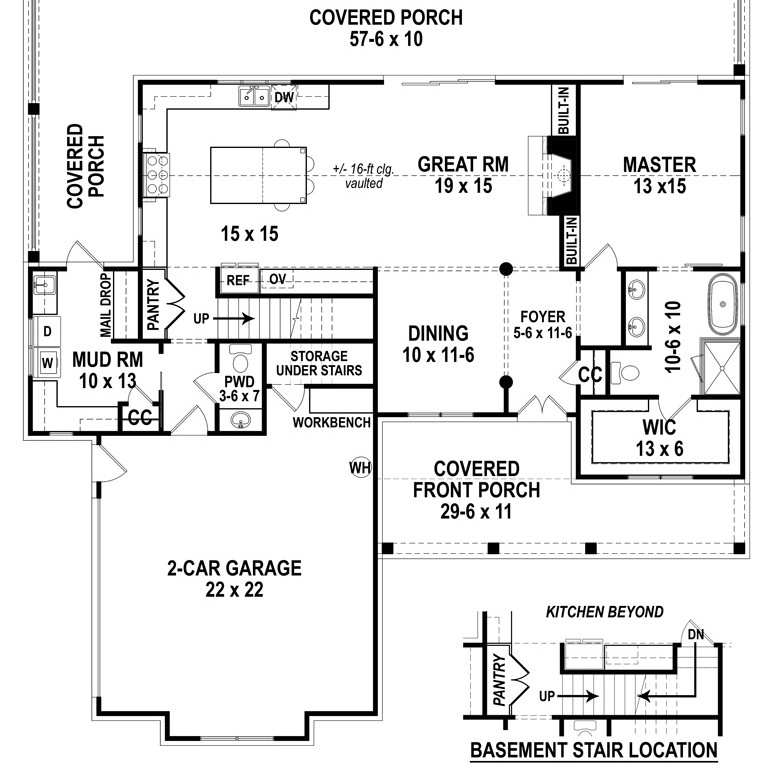 COVERED PORCH
57-6 x 10
DW
BUILT-IN
COVERED
PORCH
+/- 16-ft clg.
vaulted
GREAT RM
19 x 15
MASTER
13 x15
15 x 15
BUILT-IN
REF
OV
MAIL DROP
PANTRY
UP
FOYER
5-6 x 11-6
D
W
MUD RM
10 x 13
DINING
10 x 11-6
10-6 x 10
STORAGE
UNDER STAIRS
PWD
3-6 x 7
CC
CC
WORKBENCH
WIC
13 x 6
WH
COVERED
FRONT PORCH
29-6 x 11
2-CAR GARAGE
22 x 22
KITCHEN BEYOND
DN
PANTRY
UP
BASEMENT STAIR LOCATION